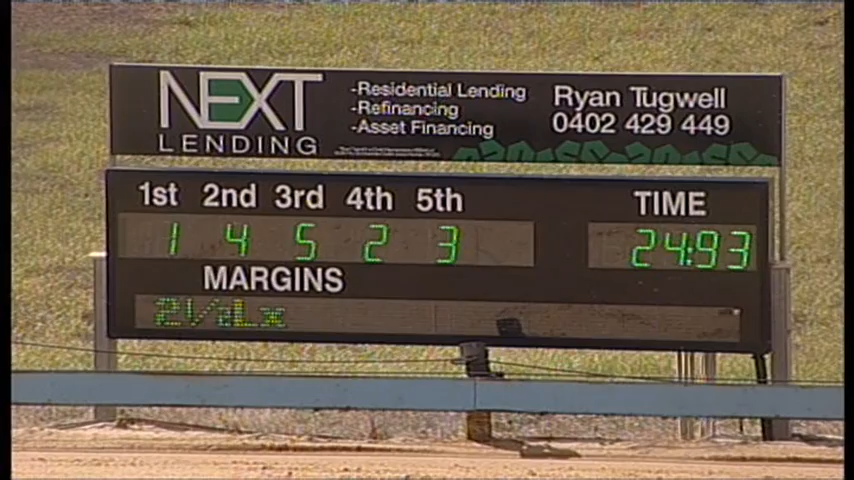 NEXT
LENDING
-Residential Lending
-Refinancing
-Asset Financing
Ryan Tugwell
0402 429 449
1st 2nd 3rd 4th 5th TIME
1 4 5 2 3 24:93
MARGINS